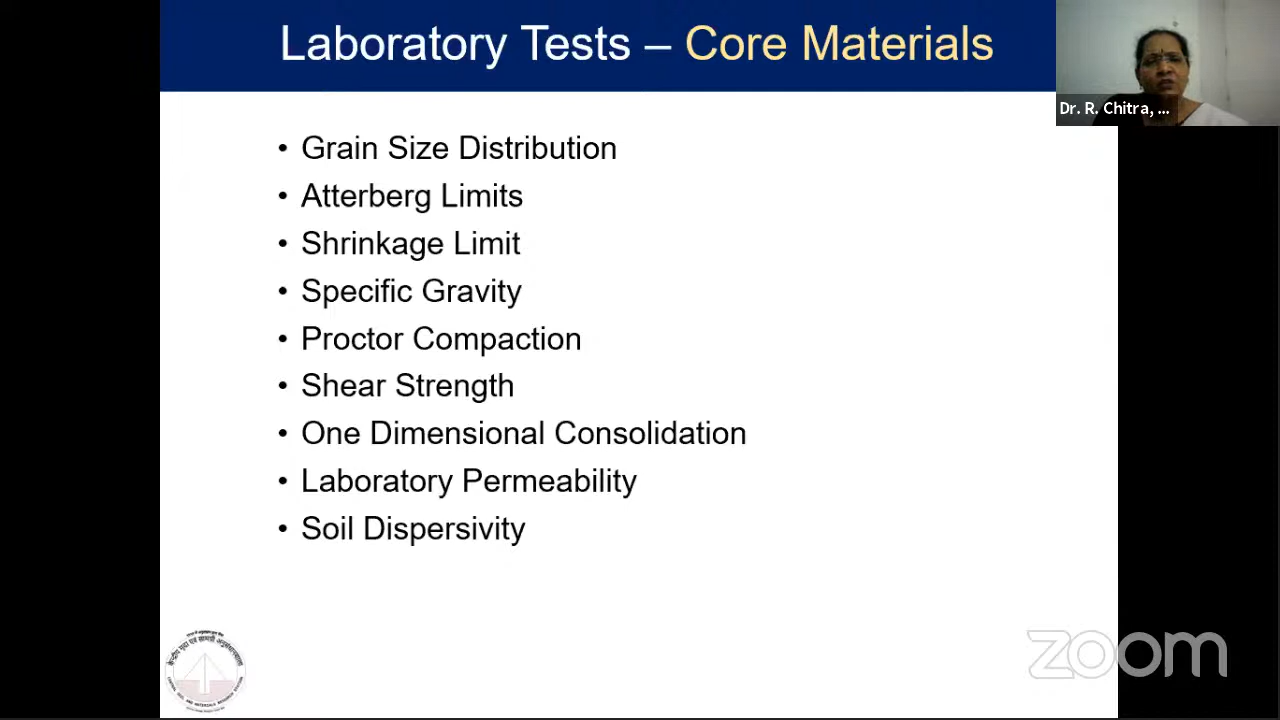 Laboratory Tests – Core Materials
Dr. R. Chitra, ...
• Grain Size Distribution
• Atterberg Limits
• Shrinkage Limit
• Specific Gravity
• Proctor Compaction
• Shear Strength
• One Dimensional Consolidation
• Laboratory Permeability
• Soil Dispersivity
zoom